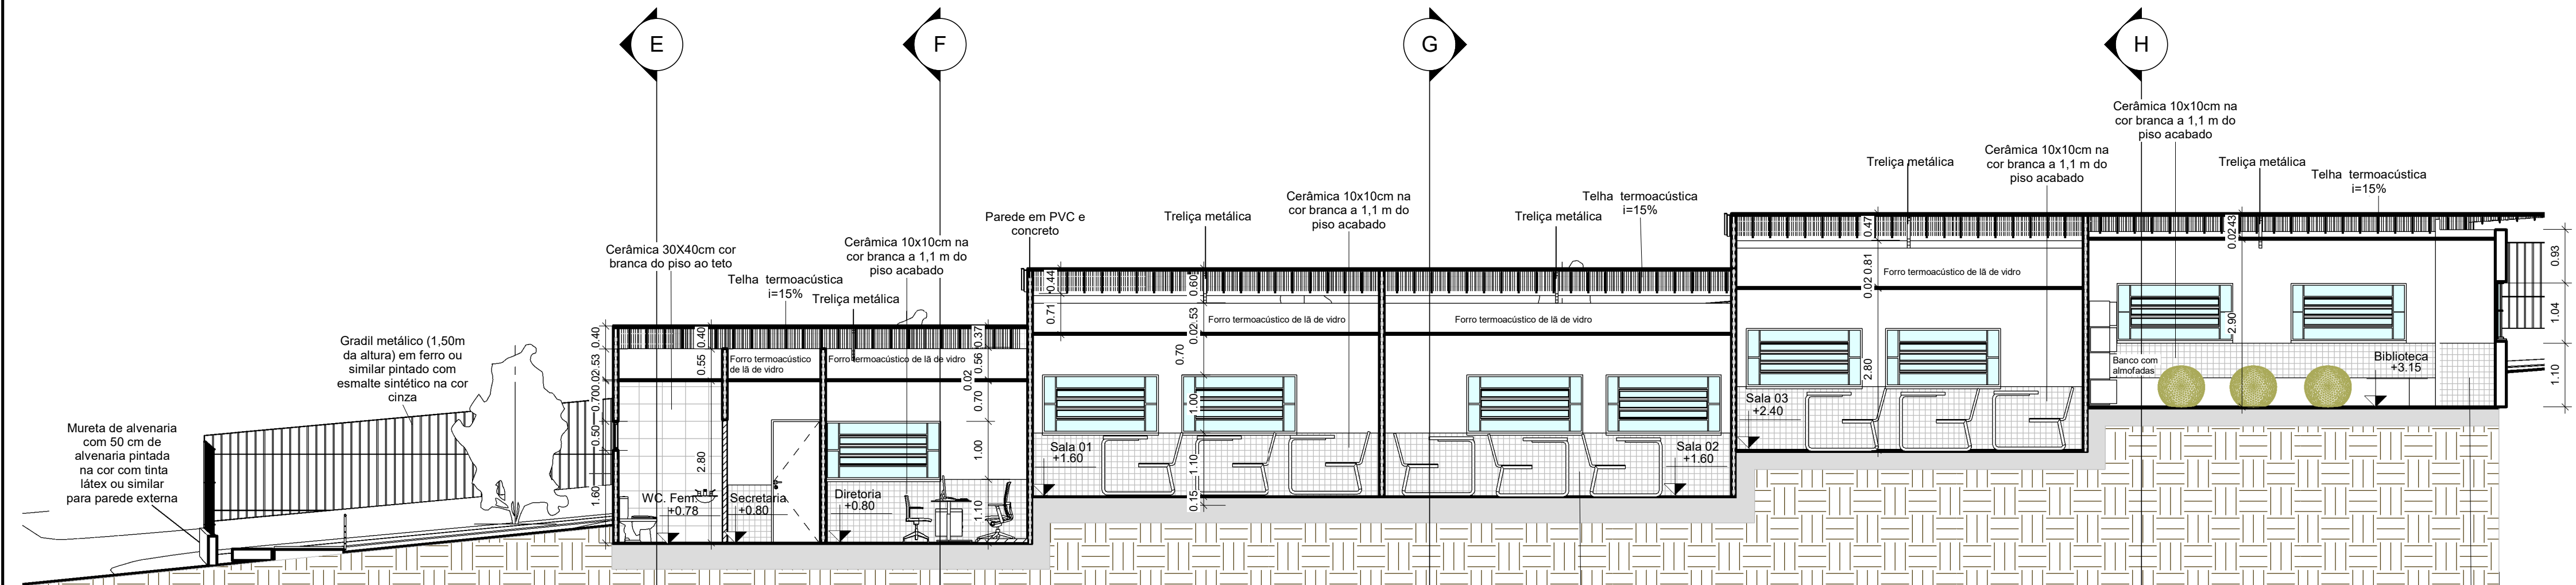 E
F
G
H
Cerâmica 10x10cm na
cor branca a 1,1 m do
piso acabado
Cerâmica 10x10cm na
cor branca a 1,1 m do
piso acabado
Treliça metálica
Treliça metálica
Telha termoacústica
i=15%
Cerâmica 10x10cm na
cor branca a 1,1 m do
piso acabado
Telha termoacústica
i=15%
Parede em PVC e
concreto
Treliça metálica
Treliça metálica
Cerâmica 30X40cm cor
branca do piso ao teto
Cerâmica 10x10cm na
cor branca a 1,1 m do
piso acabado
Telha termoacústica
i=15%
Treliça metálica
Gradil metálico (1,50m
da altura) em ferro ou
similar pintado com
esmalte sintético na cor
cinza
Mureta de alvenaria
com 50 cm de
alvenaria pintada
na cor com tinta
látex ou similar
para parede externa
0.40
0.02
.53
0.70
0.50
1.60
0.40
0.55
2.80
Forro termoacústico
de lã de vidro
Forro termoacústico de lã de vidro
0.37
0.56
0.02
0.70
1.00
1.10
WC. Fem.
+0.78
Secretaria
+0.80
Diretoria
+0.80
0.44
0.71
0.60
.53
0.02
0.70
1.00
1.10
0.15
Forro termoacústico de lã de vidro
Forro termoacústico de lã de vidro
Sala 01
+1.60
Sala 02
+1.60
0.47
0.81
0.02
2.80
Forro termoacústico de lã de vidro
Sala 03
+2.40
0.43
0.02
2.90
Banco com
almofadas
Biblioteca
+3.15
0.93
1.04
1.10